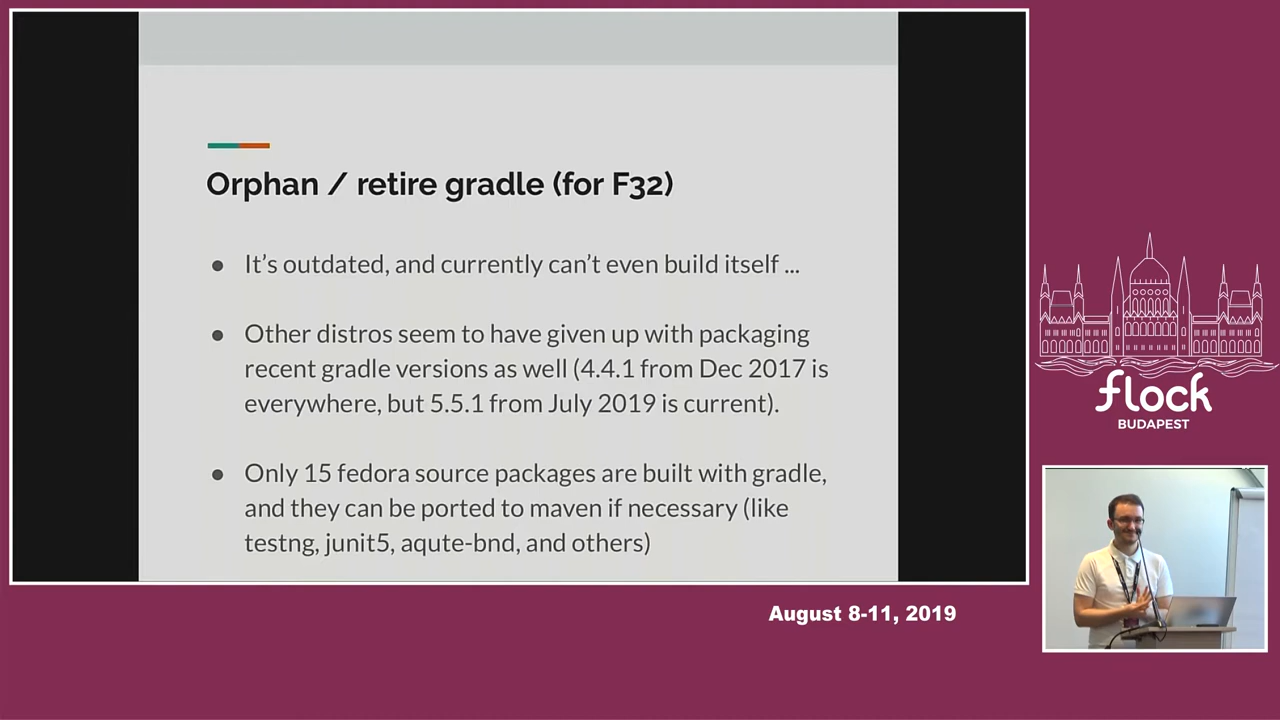 Orphan / retire gradle (for F32)
● It's outdated, and currently can't even build itself ...
● Other distros seem to have given up with packaging
recent gradle versions as well (4.4.1 from Dec 2017 is
everywhere, but 5.5.1 from July 2019 is current).
● Only 15 fedora source packages are built with gradle,
and they can be ported to maven if necessary (like
testng, junit5, aqute-bnd, and others)
flock
BUDAPEST
August 8-11, 2019